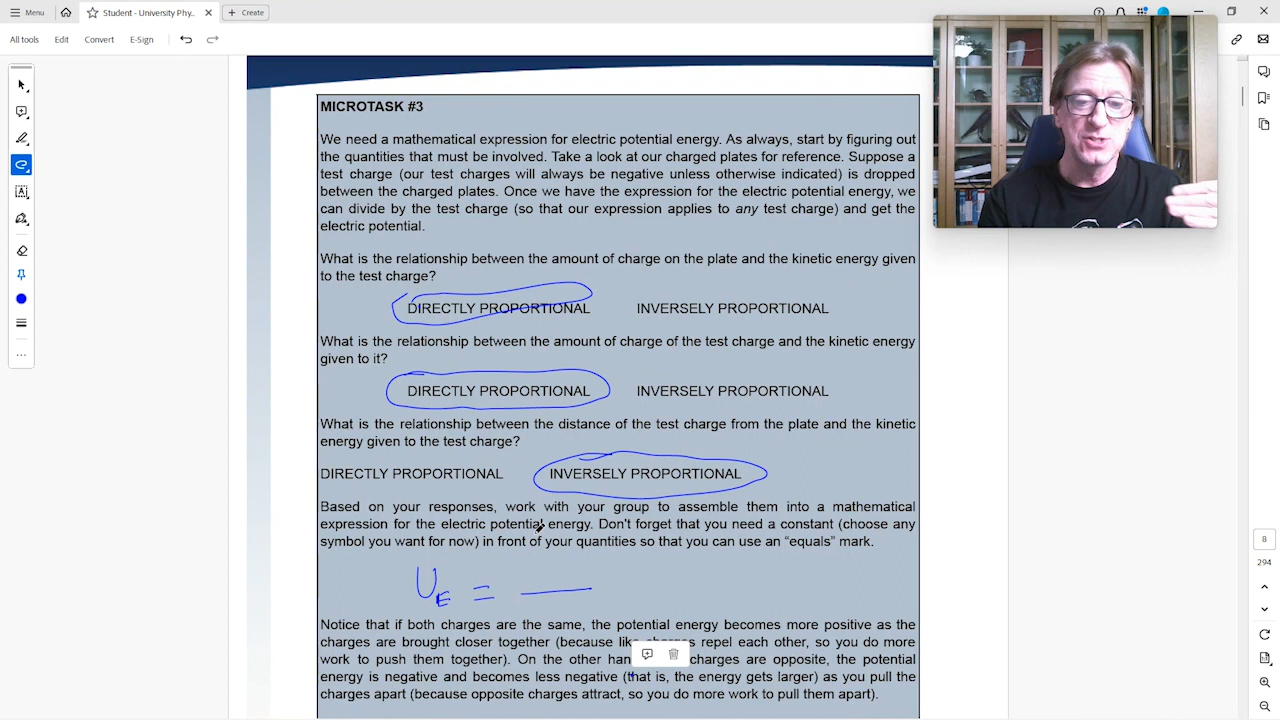 Menu
Student - University Phy...
Create
All tools
Edit
Convert
E-Sign
MICROTASK #3
We need a mathematical expression for electric potential energy. As always, start by figuring out
the quantities that must be involved. Take a look at our charged plates for reference. Suppose a
test charge (our test charges will always be negative unless otherwise indicated) is dropped
between the charged plates. Once we have the expression for the electric potential energy, we
can divide by the test charge (so that our expression applies to any test charge) and get the
electric potential.
What is the relationship between the amount of charge on the plate and the kinetic energy given
to the test charge?
DIRECTLY PROPORTIONAL INVERSELY PROPORTIONAL
What is the relationship between the amount of charge of the test charge and the kinetic energy
given to it?
DIRECTLY PROPORTIONAL INVERSELY PROPORTIONAL
What is the relationship between the distance of the test charge from the plate and the kinetic
energy given to the test charge?
DIRECTLY PROPORTIONAL INVERSELY PROPORTIONAL
Based on your responses, work with your group to assemble them into a mathematical
expression for the electric potential energy. Don't forget that you need a constant (choose any
symbol you want for now) in front of your quantities so that you can use an “equals” mark.
U_E = ____
Notice that if both charges are the same, the potential energy becomes more positive as the
charges are brought closer together (because like repel each other, so you do more
work to push them together). On the other charges are opposite, the potential
energy is negative and becomes less negative (that is, the energy gets larger) as you pull the
charges apart (because opposite charges attract, so you do more work to pull them apart).
8
294